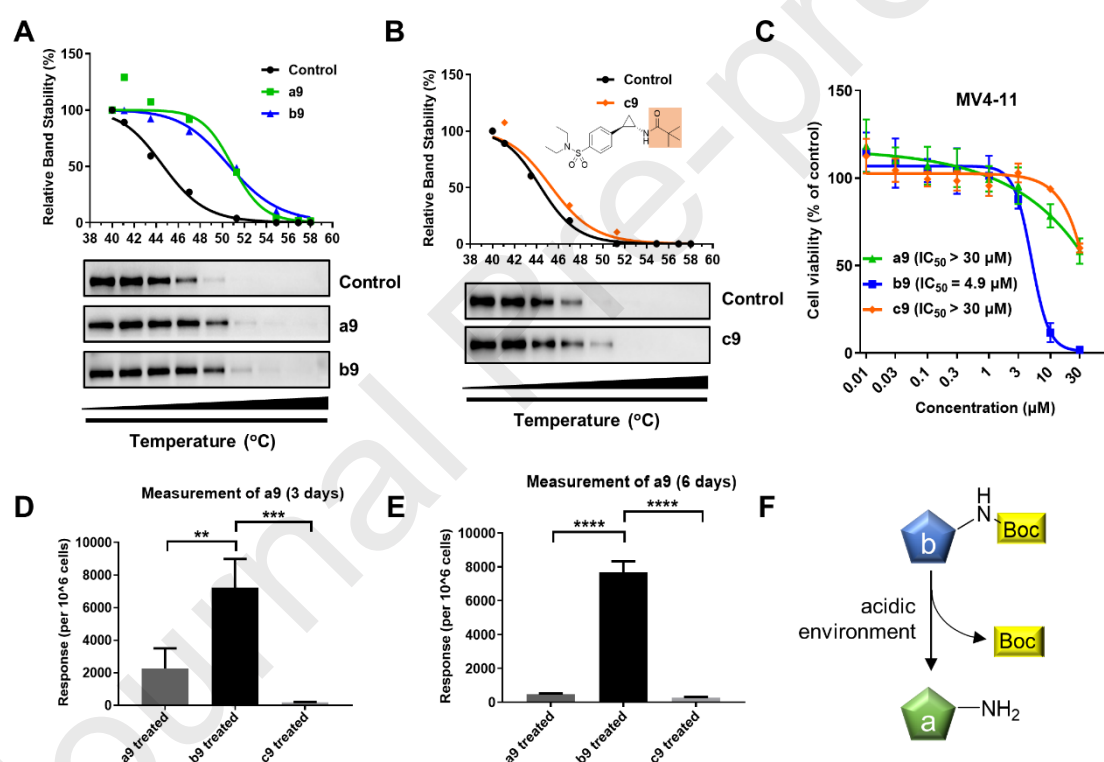 A
Relative Band Stability (%)
150
100
50
0
38 40 42 44 46 48 50 52 54 56 58 60
Control
a9
b9
Control
a9
b9
Temperature (°C)
B
Relative Band Stability (%)
150
100
50
0
38 40 42 44 46 48 50 52 54 56 58 60
Control
c9
N
S
O
O
N
H
O
Control
c9
Temperature (°C)
C
MV4-11
Cell viability (% of control)
150
100
50
0
a9 (IC50 > 30 μM)
b9 (IC50 = 4.9 μM)
c9 (IC50 > 30 μM)
0.01 0.03 0.1 0.3 1 3 10 30
Concentration (μM)
D
Measurement of a9 (3 days)
** ***
Response (per 10^6 cells)
10000
8000
6000
4000
2000
0
a9 treated b9 treated c9 treated
E
Measurement of a9 (6 days)
**** ****
Response (per 10^6 cells)
10000
8000
6000
4000
2000
0
a9 treated b9 treated c9 treated
F
H
N
b
Boc
acidic
environment
Boc
a
NH2
Journal Pre-pro